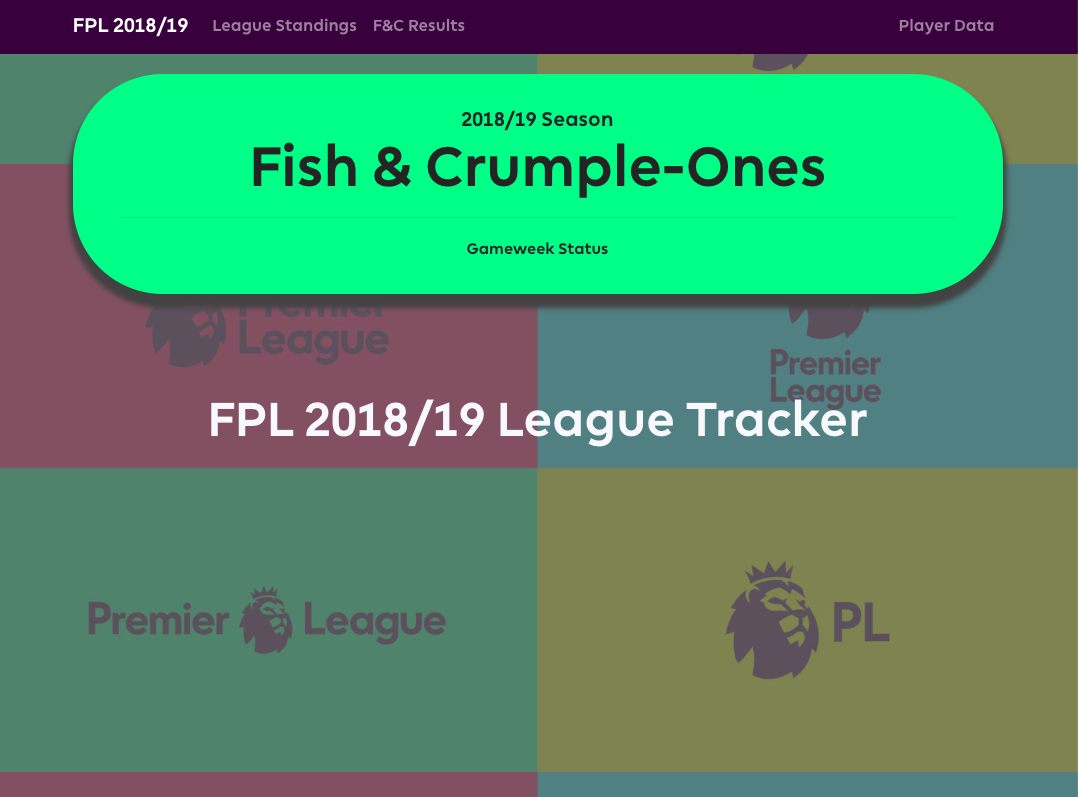 FPL 2018/19 League Standings F&C Results Player Data
2018/19 Season
Fish & Crumple-Ones
Gameweek Status
Premier
League
Premier
League
FPL 2018/19 League Tracker
Premier League
PL